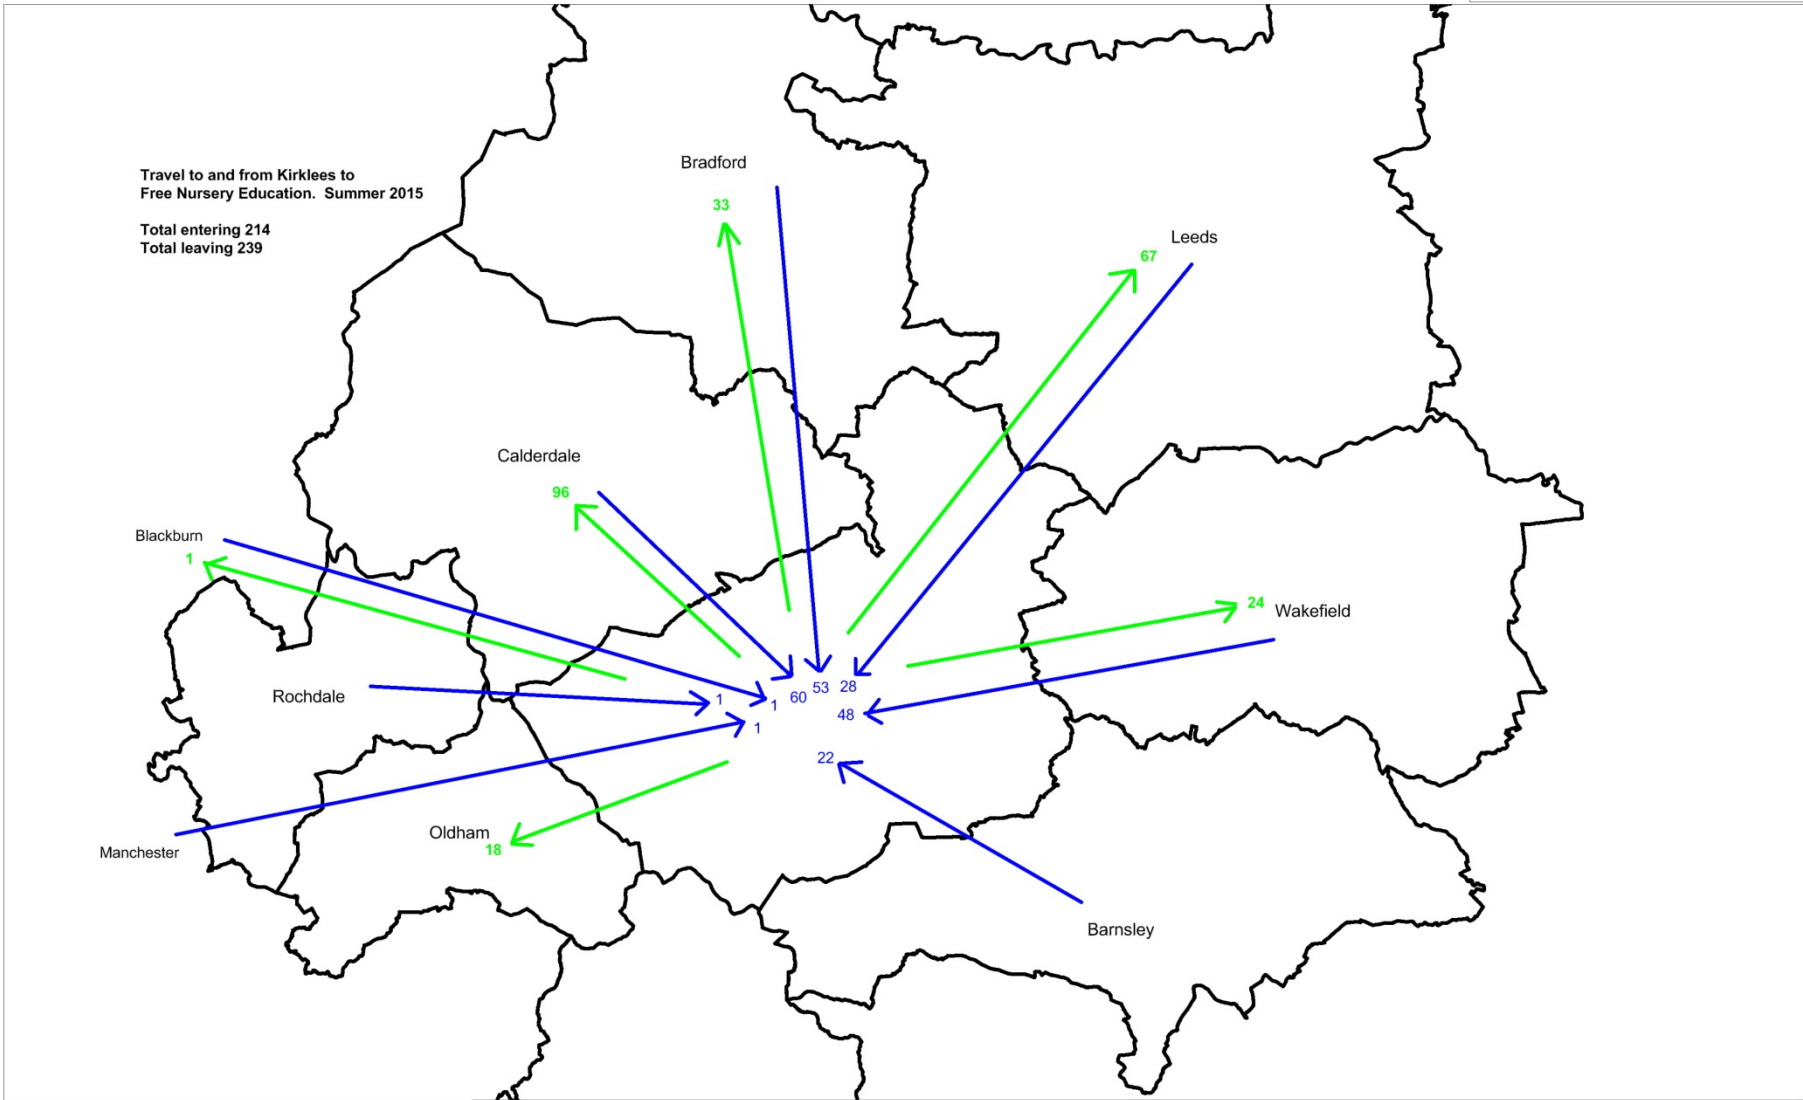 Bradford
Travel to and from Kirklees to
Free Nursery Education.  Summer 2015
33
Total entering 214
Leeds
Total leaving 239
67
Calderdale
96
Blackburn
1
24
Wakefield
Rochdale
1
1
60
53
28
48
1
22
Oldham
18
Manchester
Barnsley